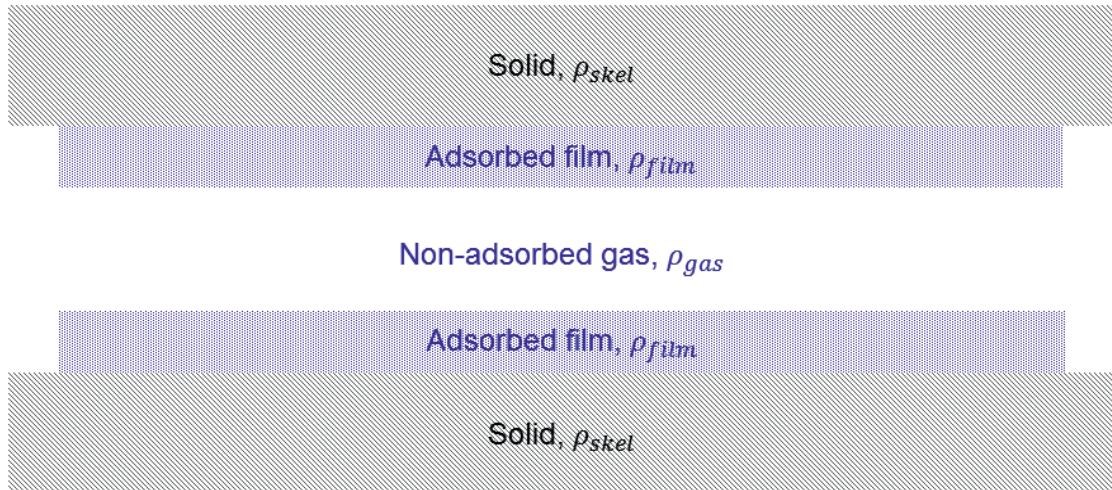 Solid, ρ_skel
Adsorbed film, ρ_film
Non-adsorbed gas, ρ_gas
Adsorbed film, ρ_film
Solid, ρ_skel